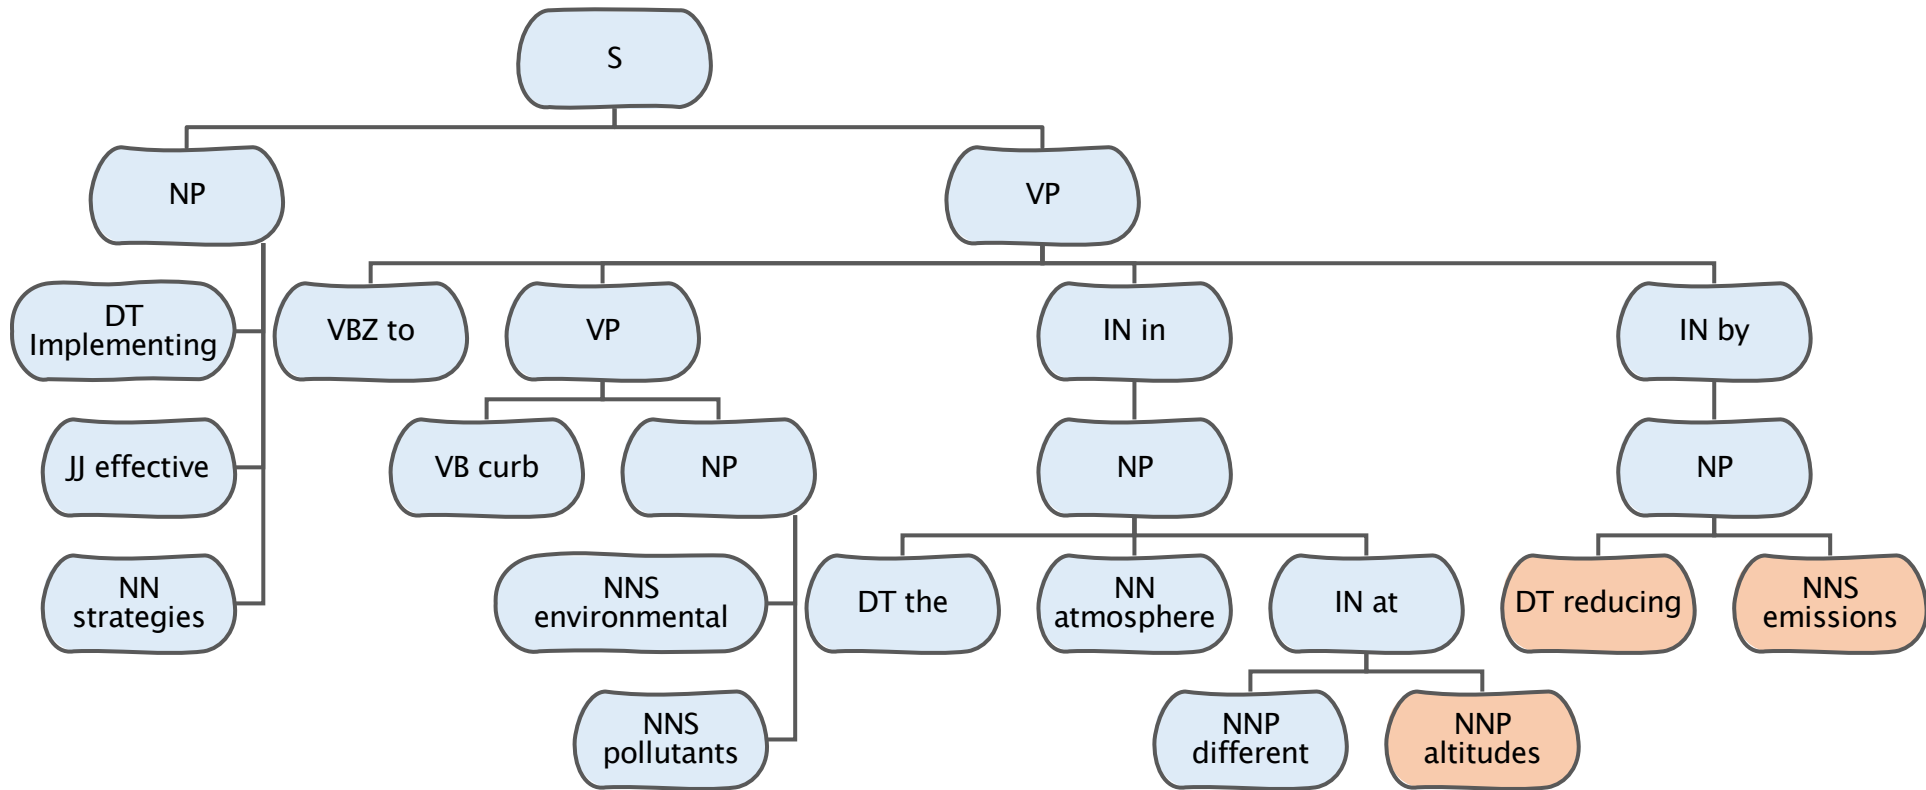 S
NP
VP
DT
Implementing
VBZ to
VP
IN in
IN by
JJ effective
VB curb
NP
NP
NP
NN
strategies
NNS
environmental
DT the
NN
atmosphere
IN at
DT reducing
NNS
emissions
NNS
pollutants
NNP
different
NNP
altitudes